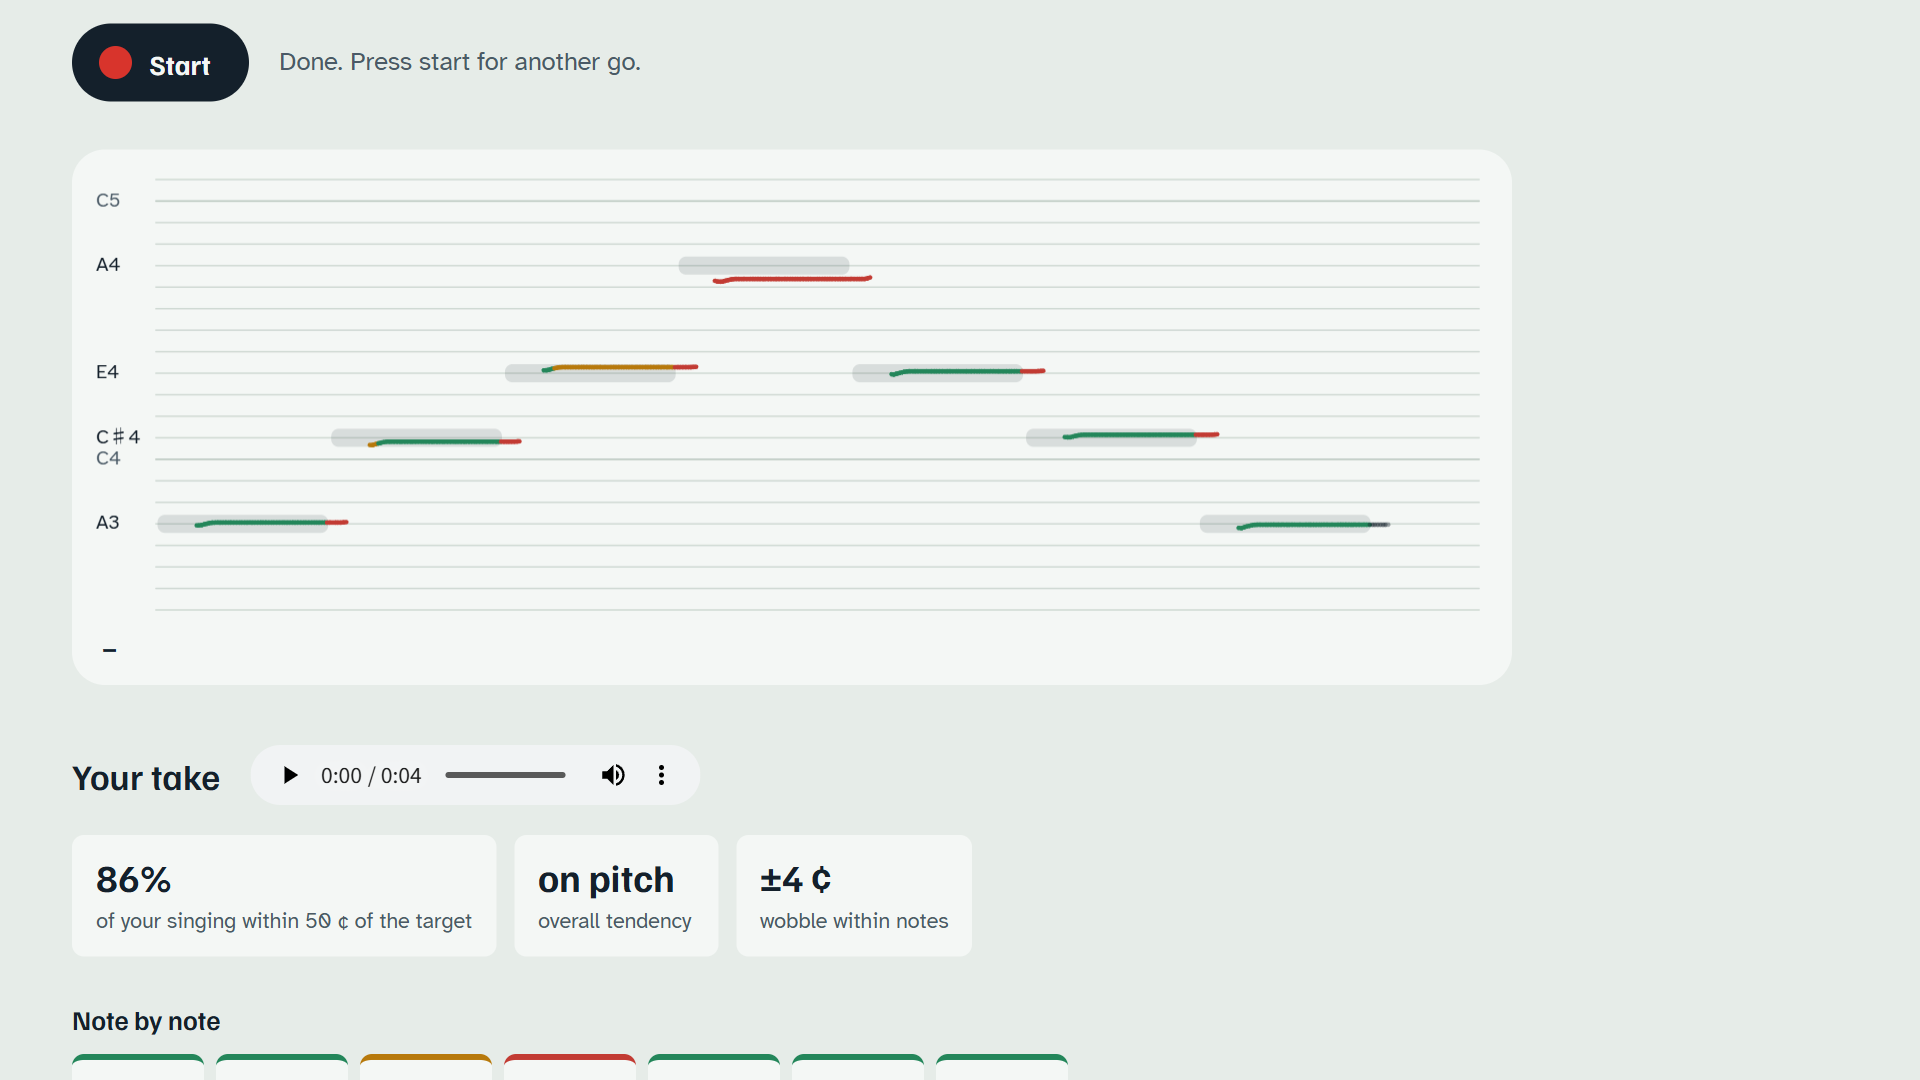 Start
Done. Press start for another go.
C5
A4
E4
C♯4
C4
A3
–
Your take
0:00 / 0:04
86%
of your singing within 50 ¢ of the target
on pitch
overall tendency
±4 ¢
wobble within notes
Note by note